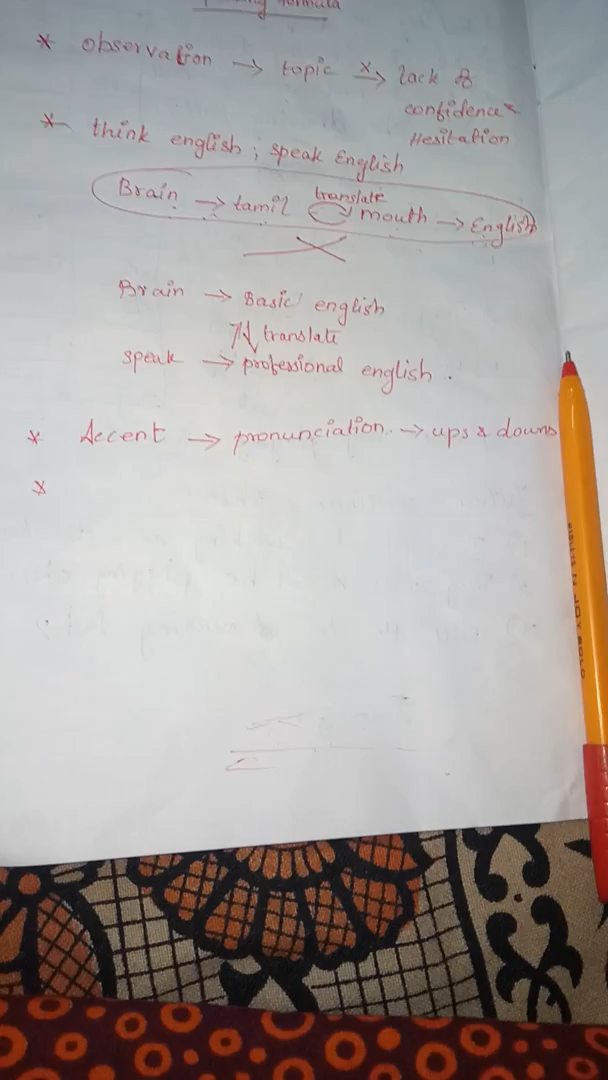 formula
* observation → topic x→ lack of
confidence &
Hesitation
* think english ; speak English
Brain → tamil translate mouth → English
Brain → Basic english
translate
speak → professional english .
* Accent → pronunciation. → ups & downs
*